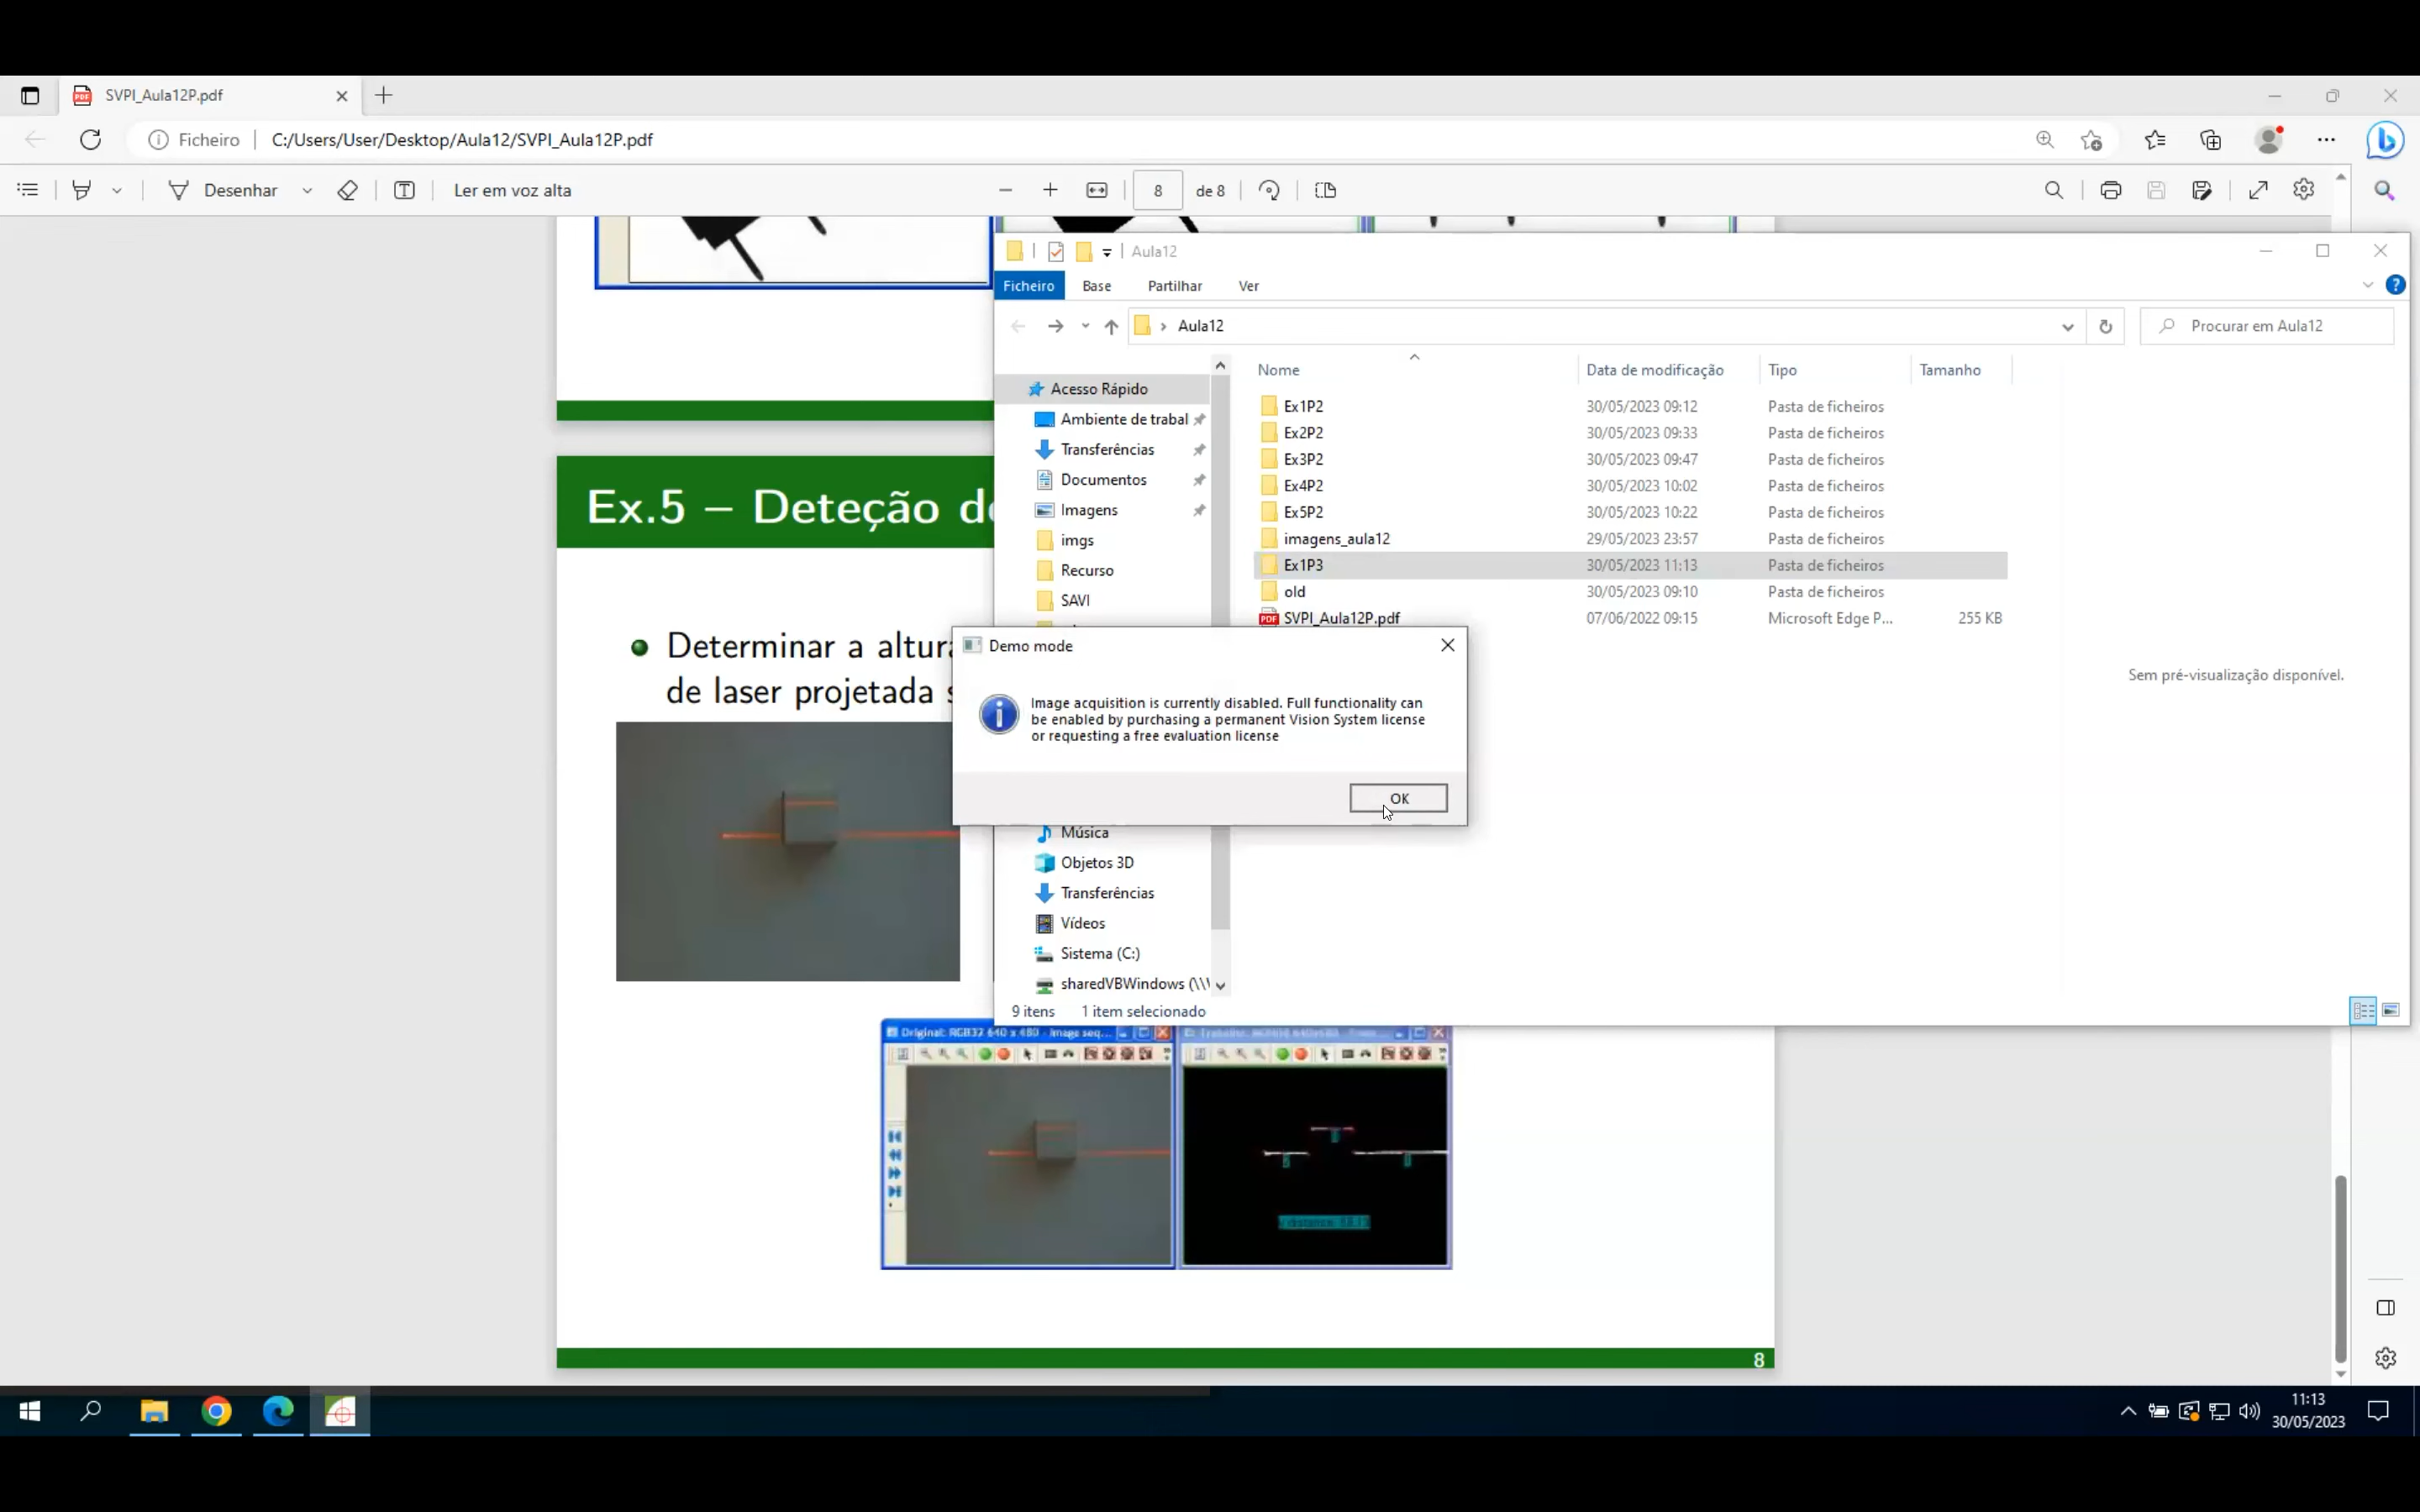 SVPI_Aula12P.pdf
Ficheiro
C:/Users/User/Desktop/Aula12/SVPI_Aula12P.pdf
Desenhar
Ler em voz alta
8
de 8
Aula12
Ficheiro
Base
Partilhar
Ver
Aula12
Procurar em Aula12
Nome
Data de modificação
Tipo
Tamanho
Acesso Rápido
Ambiente de trabal
Transferências
Documentos
Imagens
imgs
Recurso
SAVI
Ex1P2 30/05/2023 09:12 Pasta de ficheiros
Ex2P2 30/05/2023 09:33 Pasta de ficheiros
Ex3P2 30/05/2023 09:47 Pasta de ficheiros
Ex4P2 30/05/2023 10:02 Pasta de ficheiros
Ex5P2 30/05/2023 10:22 Pasta de ficheiros
imagens_aula12 29/05/2023 23:57 Pasta de ficheiros
Ex1P3 30/05/2023 11:13 Pasta de ficheiros
old 30/05/2023 09:10 Pasta de ficheiros
SVPI_Aula12P.pdf 07/06/2022 09:15 Microsoft Edge P... 255 KB
Sem pré-visualização disponível.
Ex.5 – Deteção d
Determinar a altur
de laser projetada
Demo mode
Image acquisition is currently disabled. Full functionality can
be enabled by purchasing a permanent Vision System license
or requesting a free evaluation license
OK
Música
Objetos 3D
Transferências
Vídeos
Sistema (C:)
sharedVBWindows (\\
9 itens
1 item selecionado
Original: RGB32 640 x 480 - Image seq...
8
11:13
30/05/2023